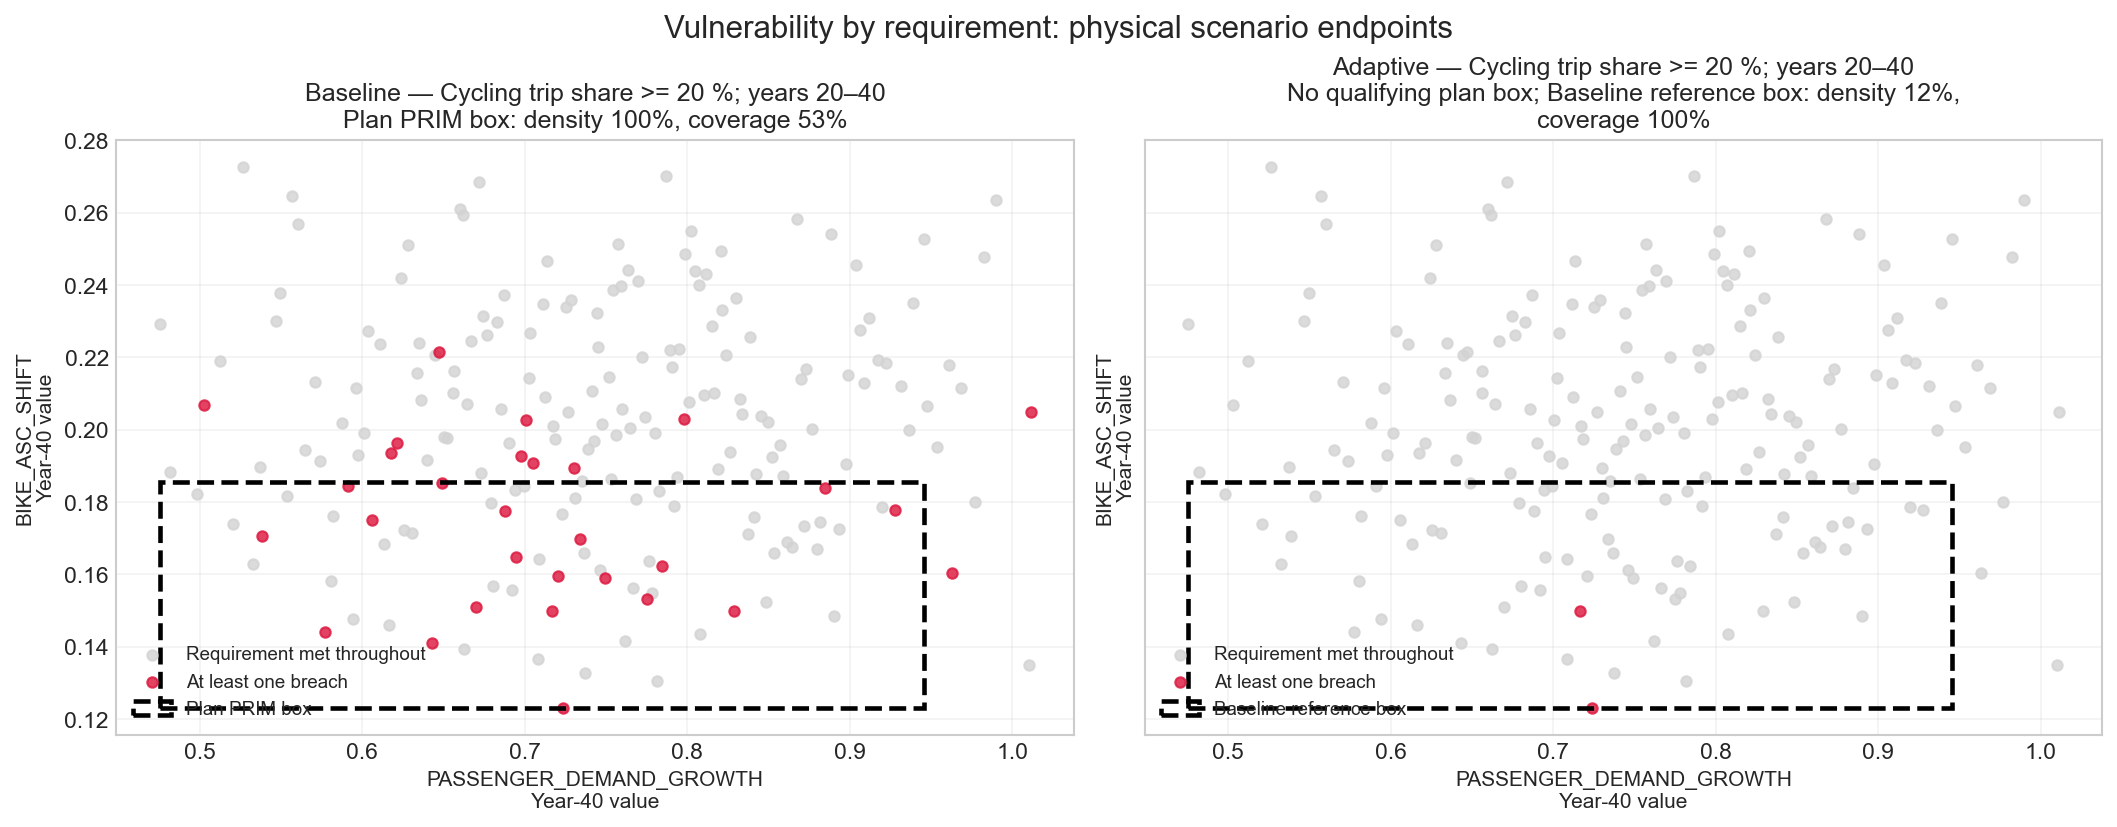 Vulnerability by requirement: physical scenario endpoints
Baseline — Cycling trip share >= 20 %; years 20–40
Plan PRIM box: density 100%, coverage 53%
0.28
0.26
0.24
0.22
0.20
0.18
0.16
0.14
0.12
BIKE_ASC_SHIFT
Year-40 value
Requirement met throughout
At least one breach
Plan PRIM box
0.5 0.6 0.7 0.8 0.9 1.0
PASSENGER_DEMAND_GROWTH
Year-40 value
Adaptive — Cycling trip share >= 20 %; years 20–40
No qualifying plan box; Baseline reference box: density 12%,
coverage 100%
BIKE_ASC_SHIFT
Year-40 value
Requirement met throughout
At least one breach
Baseline reference box
0.5 0.6 0.7 0.8 0.9 1.0
PASSENGER_DEMAND_GROWTH
Year-40 value